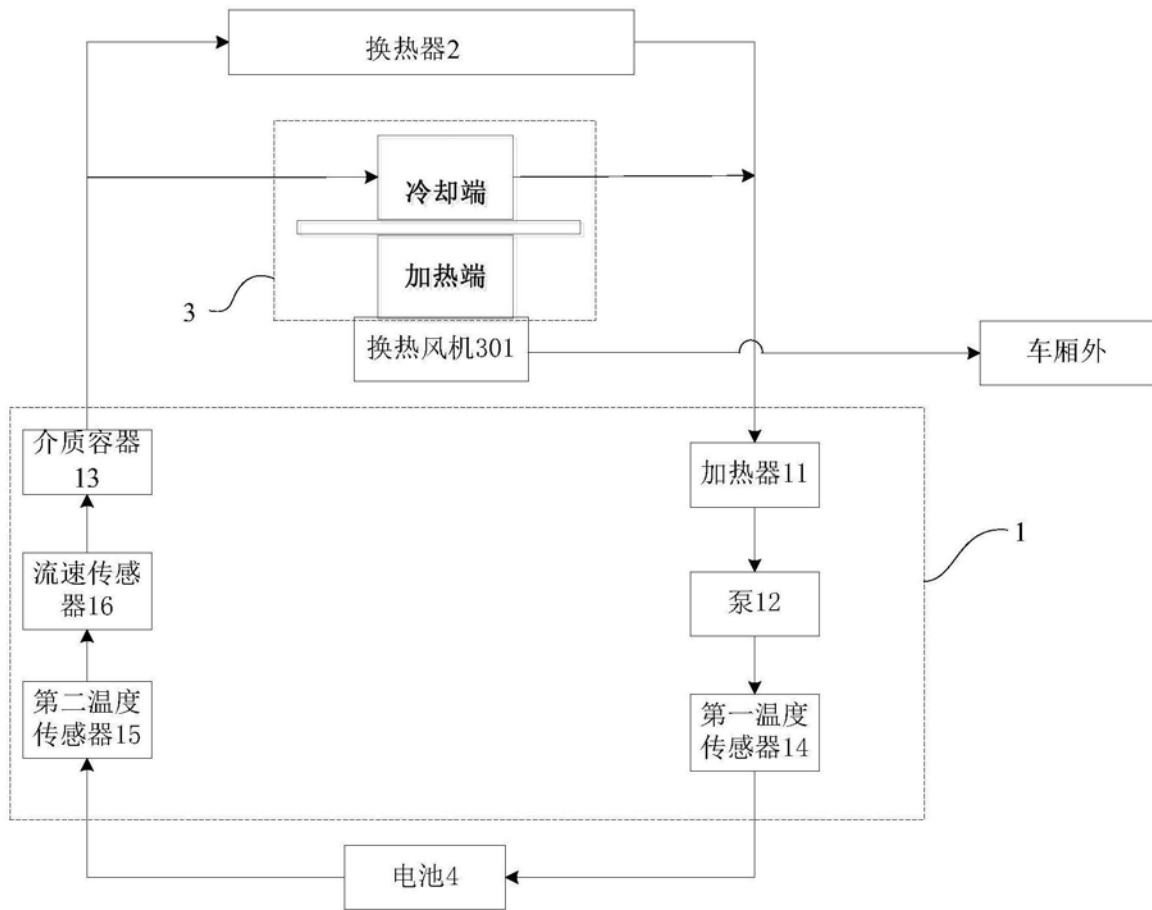 换热器2
冷却端
加热端
3
换热风机301
车厢外
介质容器
13
加热器11
1
流速传感
器16
泵12
第二温度
传感器15
第一温度
传感器14
电池4